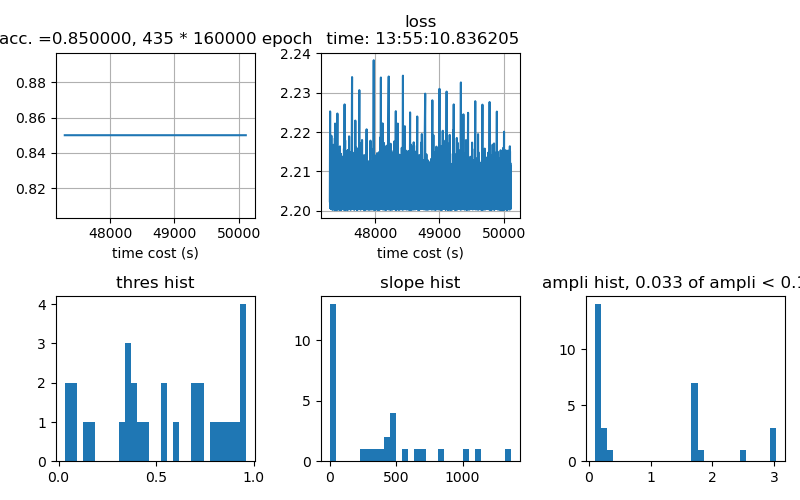 acc. =0.850000, 435 * 160000 epoch
loss
time: 13:55:10.836205
0.88
0.86
0.84
0.82
48000 49000 50000
time cost (s)
2.24
2.23
2.22
2.21
2.20
48000 49000 50000
time cost (s)
thres hist
4
3
2
1
0
0.0 0.5 1.0
slope hist
10
5
0
0 500 1000
ampli hist, 0.033 of ampli < 0.1
10
5
0
0 1 2 3